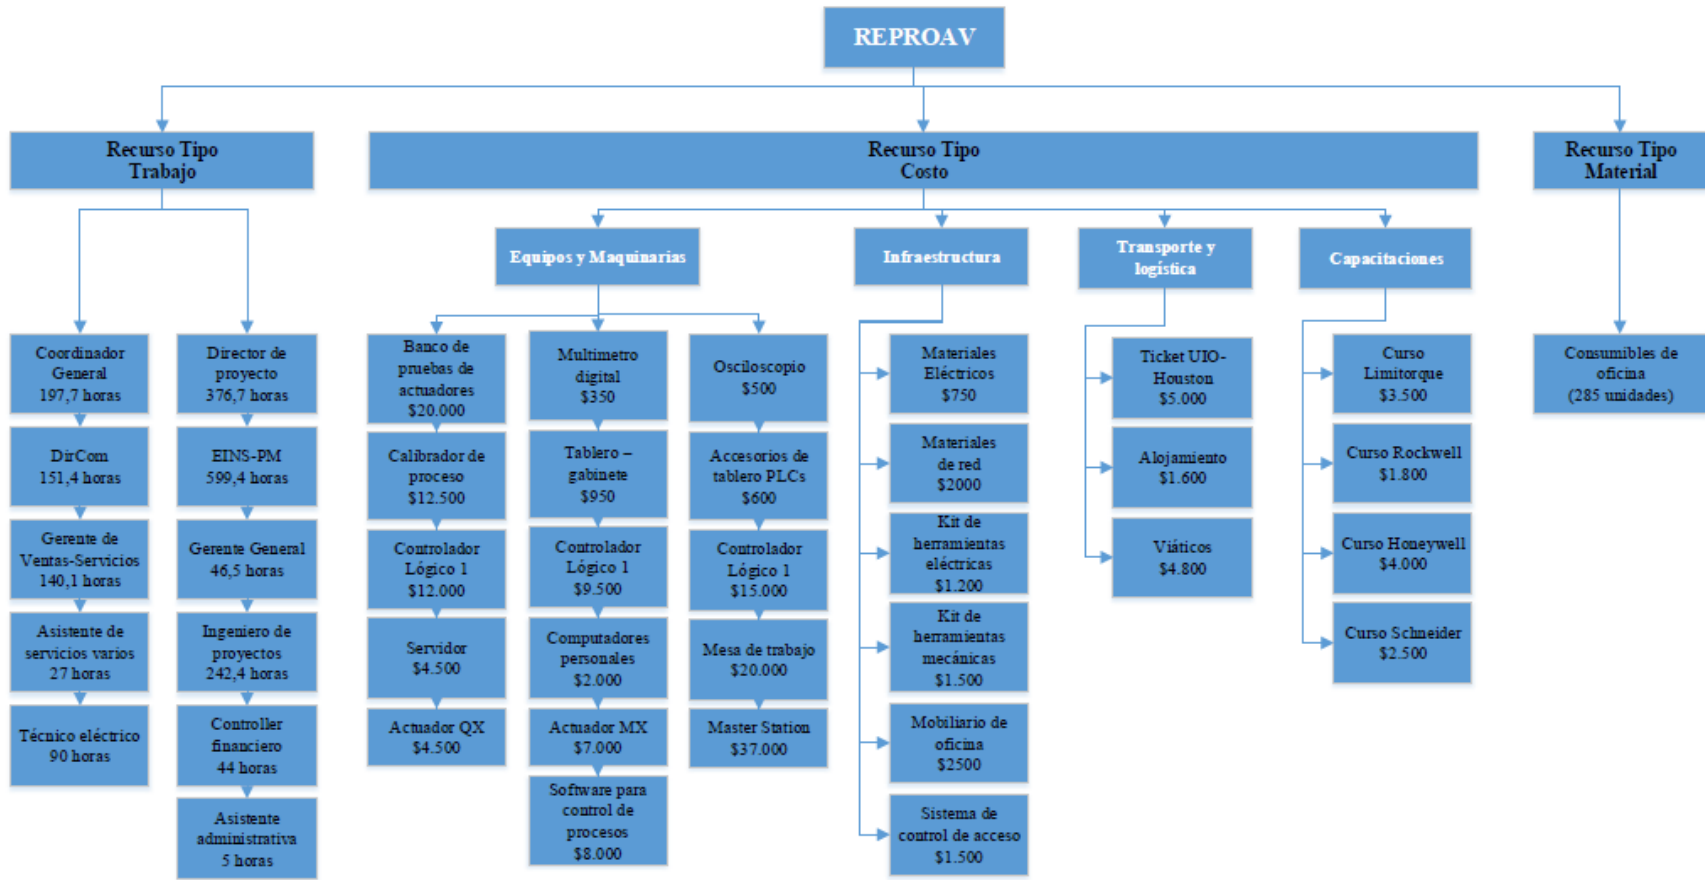 REPROAV
Recurso Tipo
Trabajo
Recurso Tipo
Costo
Recurso Tipo
Material
Equipos y Maquinarias
Infraestructura
Transporte y
logística
Capacitaciones
Coordinador
General
197,7 horas
DirCom
151,4 horas
Gerente de
Ventas-Servicios
140,1 horas
Asistente de
servicios varios
27 horas
Técnico eléctrico
90 horas
Director de
proyecto
376,7 horas
EINS-PM
599,4 horas
Gerente General
46,5 horas
Ingeniero de
proyectos
242,4 horas
Controller
financiero
44 horas
Asistente
administrativa
5 horas
Banco de
pruebas de
actuadores
$20.000
Calibrador de
proceso
$12.500
Controlador
Lógico 1
$12.000
Servidor
$4.500
Actuador QX
$4.500
Multimetro
digital
$350
Tablero –
gabinete
$950
Controlador
Lógico 1
$9.500
Computadores
personales
$2.000
Actuador MX
$7.000
Software para
control de
procesos
$8.000
Osciloscopio
$500
Accesorios de
tablero PLCs
$600
Controlador
Lógico 1
$15.000
Mesa de trabajo
$20.000
Master Station
$37.000
Materiales
Eléctricos
$750
Materiales
de red
$2000
Kit de
herramientas
eléctricas
$1.200
Kit de
herramientas
mecánicas
$1.500
Mobiliario de
oficina
$2500
Sistema de
control de acceso
$1.500
Ticket UIO-
Houston
$5.000
Alojamiento
$1.600
Viáticos
$4.800
Curso
Limitorque
$3.500
Curso Rockwell
$1.800
Curso Honeywell
$4.000
Curso Schneider
$2.500
Consumibles de
oficina
(285 unidades)